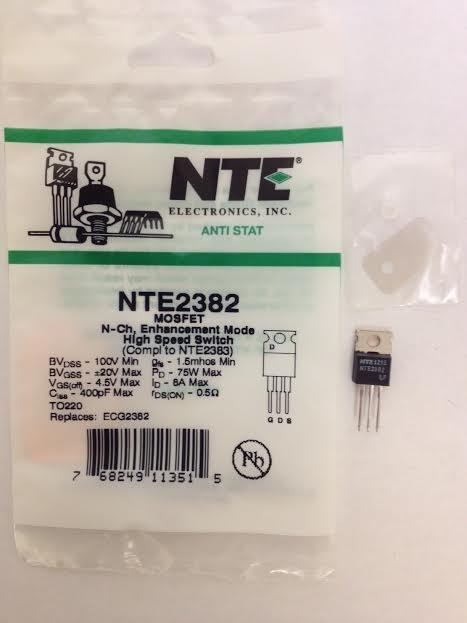 NTE®
ELECTRONICS, INC.
ANTI STAT
NTE2382
MOSFET
N-Ch, Enhancement Mode
High Speed Switch
(Compl to NTE2383)
BVDSS - 100V Min gfs - 1.5mhos Min
BVGSS - ±20V Max PD - 75W Max
VGS(off) - 4.5V Max ID - 8A Max
Ciss - 400pF Max rDS(ON) - 0.5Ω
TO220
Replaces: ECG2382
D
G D S
7 68249 11351 5
Pb
NTE
NTE2382